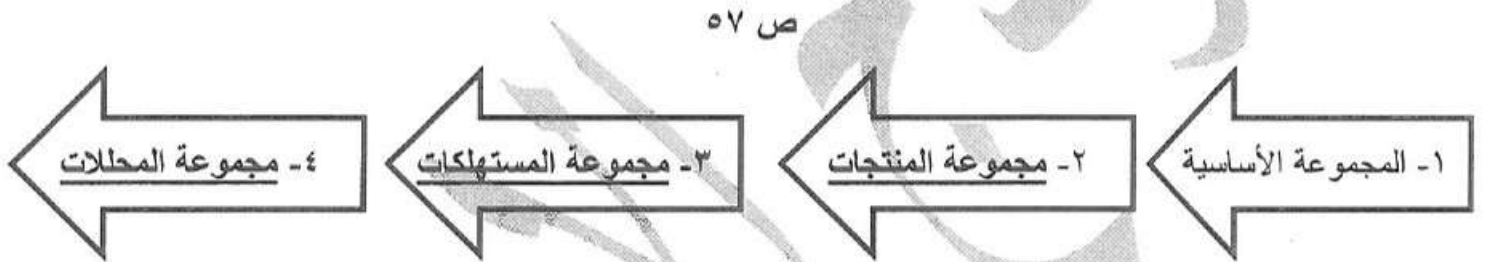 ص ٥٧
١- المجموعة الأساسية
٢- مجموعة المنتجات
٣- مجموعة المستهلكات
٤- مجموعة المحللات